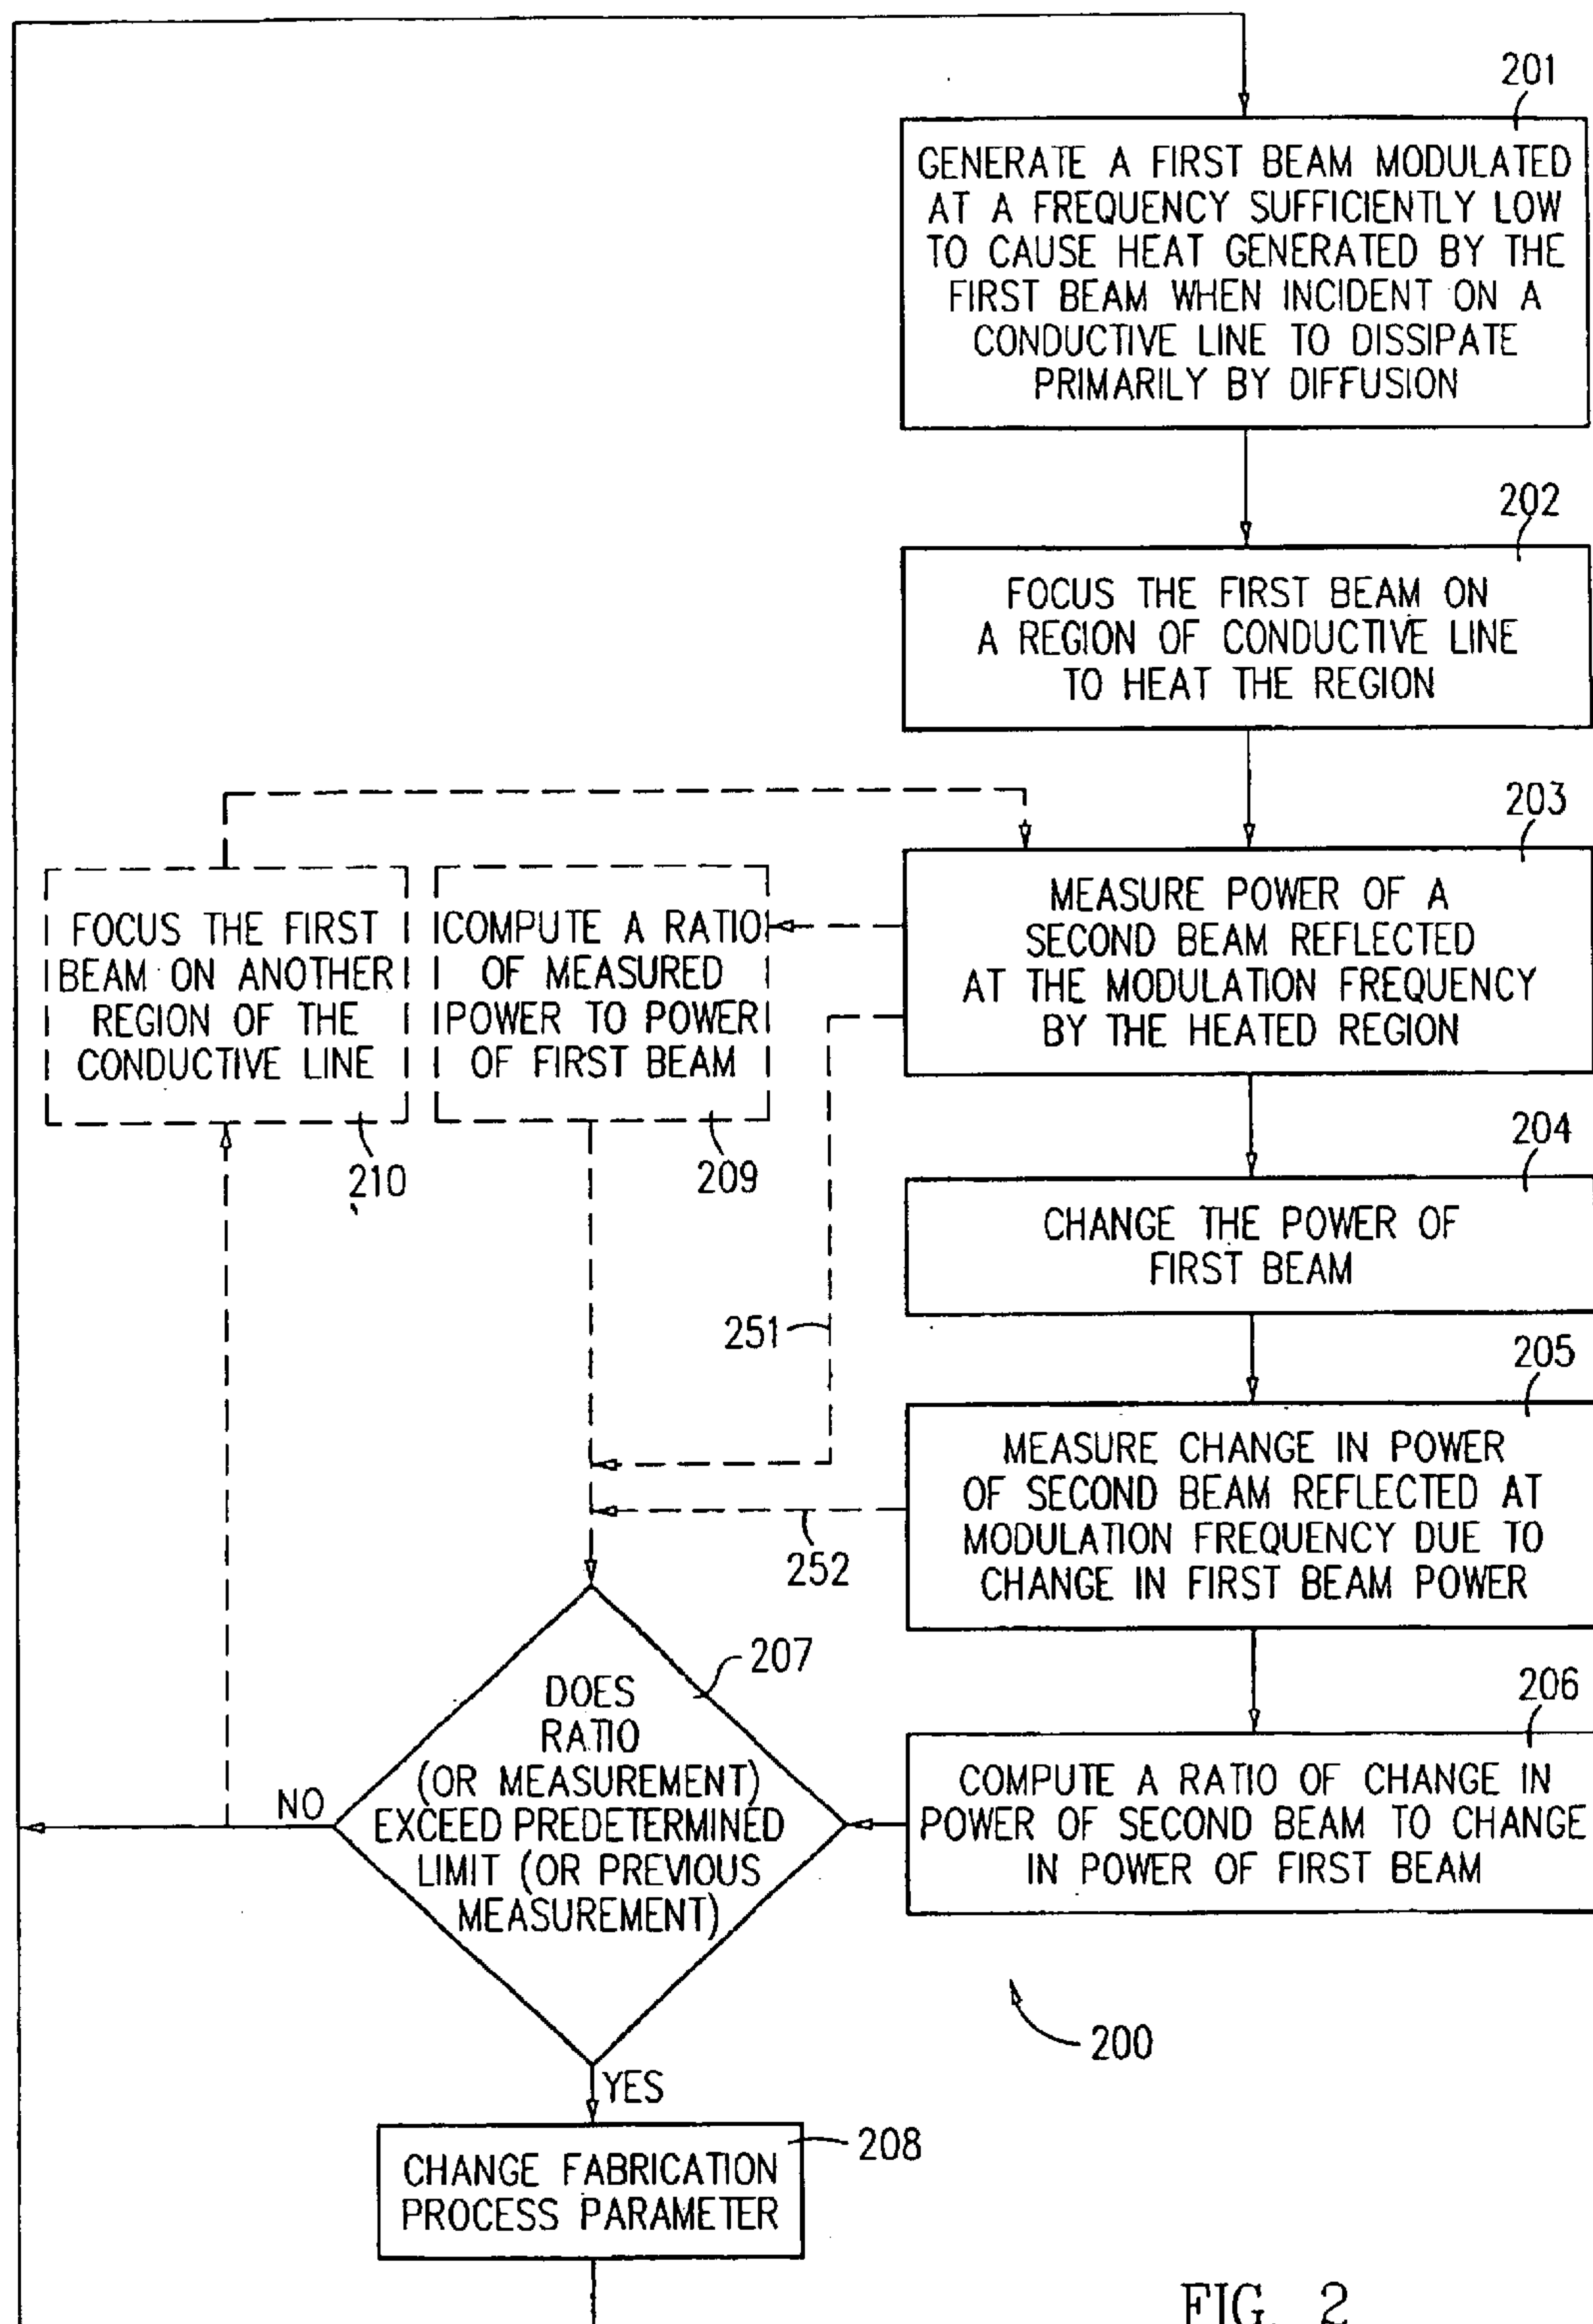 201
GENERATE A FIRST BEAM MODULATED
AT A FREQUENCY SUFFICIENTLY LOW
TO CAUSE HEAT GENERATED BY THE
FIRST BEAM WHEN INCIDENT ON A
CONDUCTIVE LINE TO DISSIPATE
PRIMARILY BY DIFFUSION
202
FOCUS THE FIRST BEAM ON
A REGION OF CONDUCTIVE LINE
TO HEAT THE REGION
203
MEASURE POWER OF A
SECOND BEAM REFLECTED
AT THE MODULATION FREQUENCY
BY THE HEATED REGION
FOCUS THE FIRST
BEAM ON ANOTHER
REGION OF THE
CONDUCTIVE LINE
210
COMPUTE A RATIO
OF MEASURED
POWER TO POWER
OF FIRST BEAM
209
204
CHANGE THE POWER OF
FIRST BEAM
251
205
MEASURE CHANGE IN POWER
OF SECOND BEAM REFLECTED AT
MODULATION FREQUENCY DUE TO
CHANGE IN FIRST BEAM POWER
252
206
COMPUTE A RATIO OF CHANGE IN
POWER OF SECOND BEAM TO CHANGE
IN POWER OF FIRST BEAM
207
DOES
RATIO
(OR MEASUREMENT)
EXCEED PREDETERMINED
LIMIT (OR PREVIOUS
MEASUREMENT)
NO
YES
200
208
CHANGE FABRICATION
PROCESS PARAMETER
FIG. 2